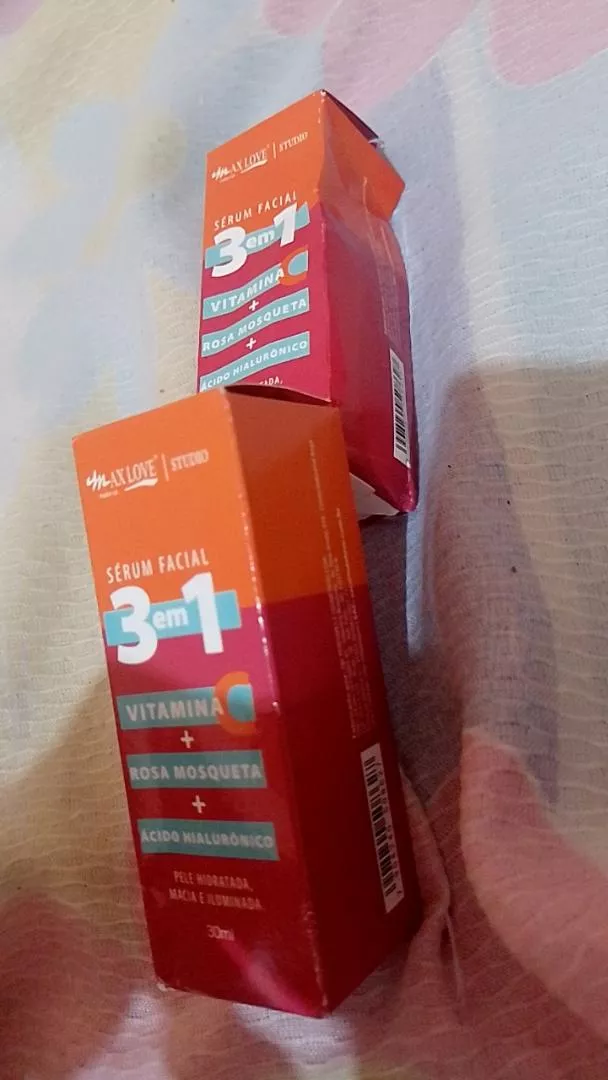 MAX LOVE | STUDIO
SÉRUM FACIAL
3 em 1
VITAMINA C
+
ROSA MOSQUETA
+
ÁCIDO HIALURÔNICO
MAX LOVE | STUDIO
SÉRUM FACIAL
3 em 1
VITAMINA C
+
ROSA MOSQUETA
+
ÁCIDO HIALURÔNICO
PELE HIDRATADA,
MACIA E ILUMINADA
30ml